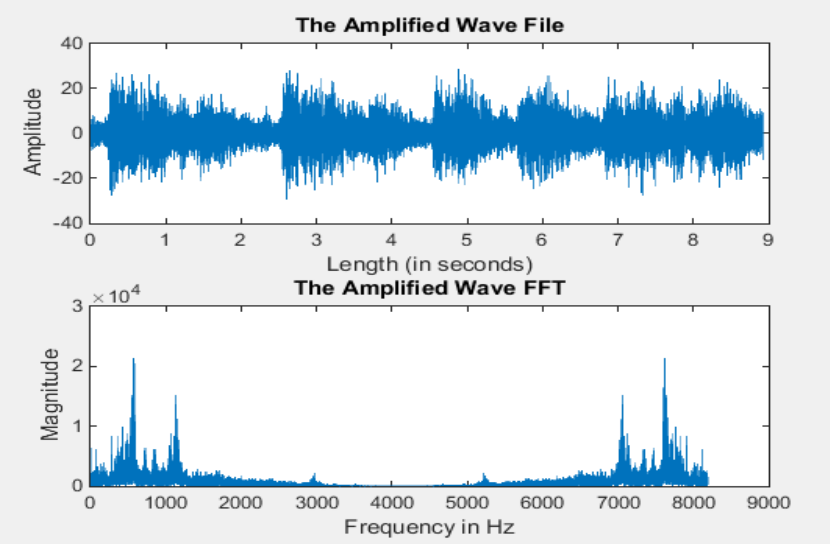 The Amplified Wave File
40
20
0
-20
-40
Amplitude
0 1 2 3 4 5 6 7 8 9
Length (in seconds)
The Amplified Wave FFT
× 10⁴
3
2
1
0
Magnitude
0 1000 2000 3000 4000 5000 6000 7000 8000 9000
Frequency in Hz